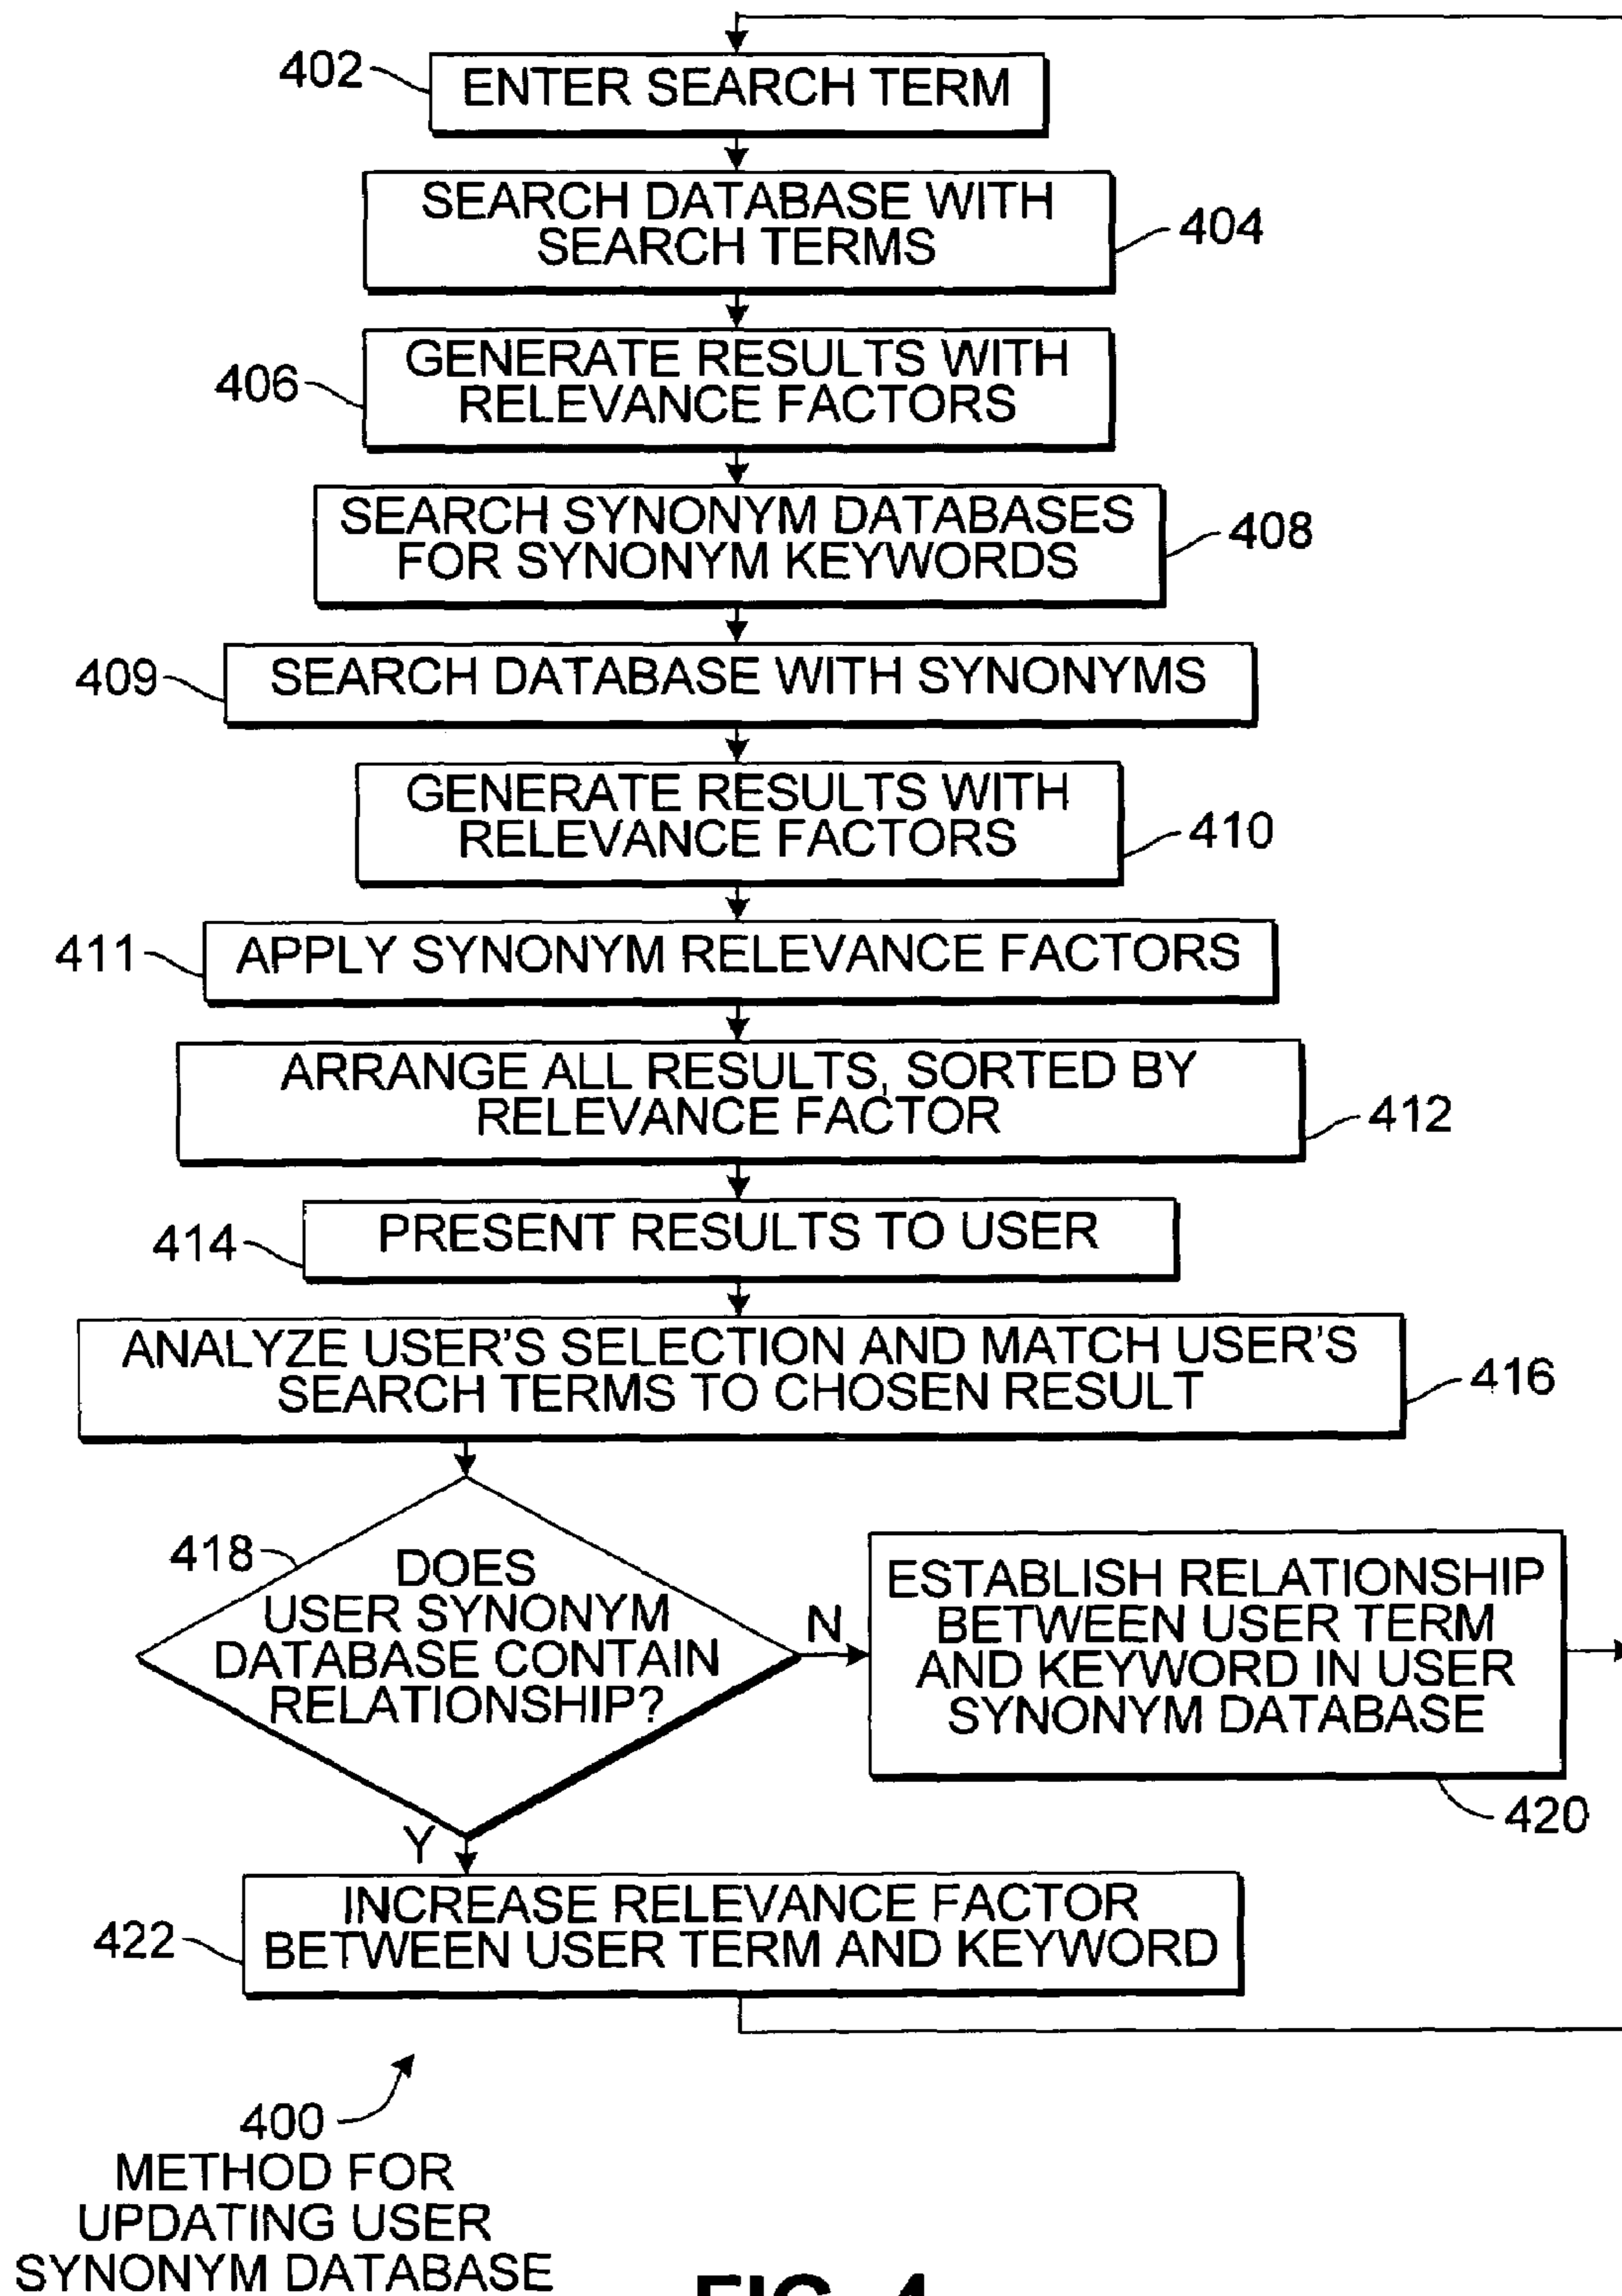 402
ENTER SEARCH TERM
SEARCH DATABASE WITH
SEARCH TERMS
404
406
GENERATE RESULTS WITH
RELEVANCE FACTORS
SEARCH SYNONYM DATABASES
FOR SYNONYM KEYWORDS
408
409
SEARCH DATABASE WITH SYNONYMS
GENERATE RESULTS WITH
RELEVANCE FACTORS
410
411
APPLY SYNONYM RELEVANCE FACTORS
ARRANGE ALL RESULTS, SORTED BY
RELEVANCE FACTOR
412
414
PRESENT RESULTS TO USER
ANALYZE USER'S SELECTION AND MATCH USER'S
SEARCH TERMS TO CHOSEN RESULT
416
418
DOES
USER SYNONYM
DATABASE CONTAIN
RELATIONSHIP?
N
ESTABLISH RELATIONSHIP
BETWEEN USER TERM
AND KEYWORD IN USER
SYNONYM DATABASE
420
Y
422
INCREASE RELEVANCE FACTOR
BETWEEN USER TERM AND KEYWORD
400
METHOD FOR
UPDATING USER
SYNONYM DATABASE
FIG. 4